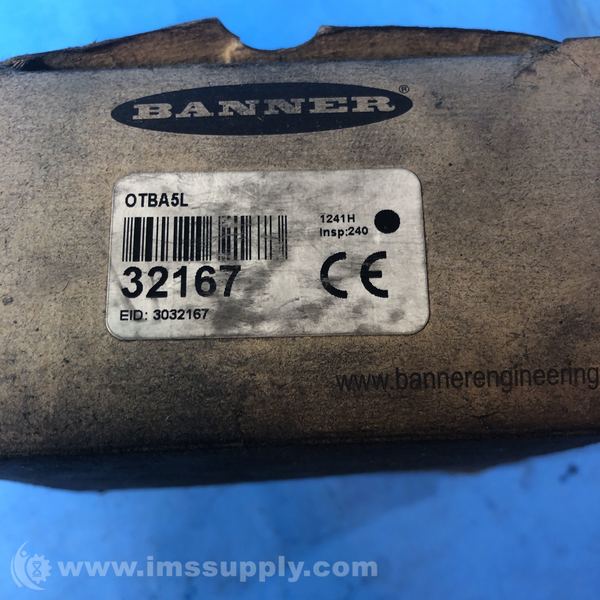 BANNER®
OTBA5L
1241H
Insp:240
32167
CE
EID: 3032167
www.bannerengineering
www.imssupply.com